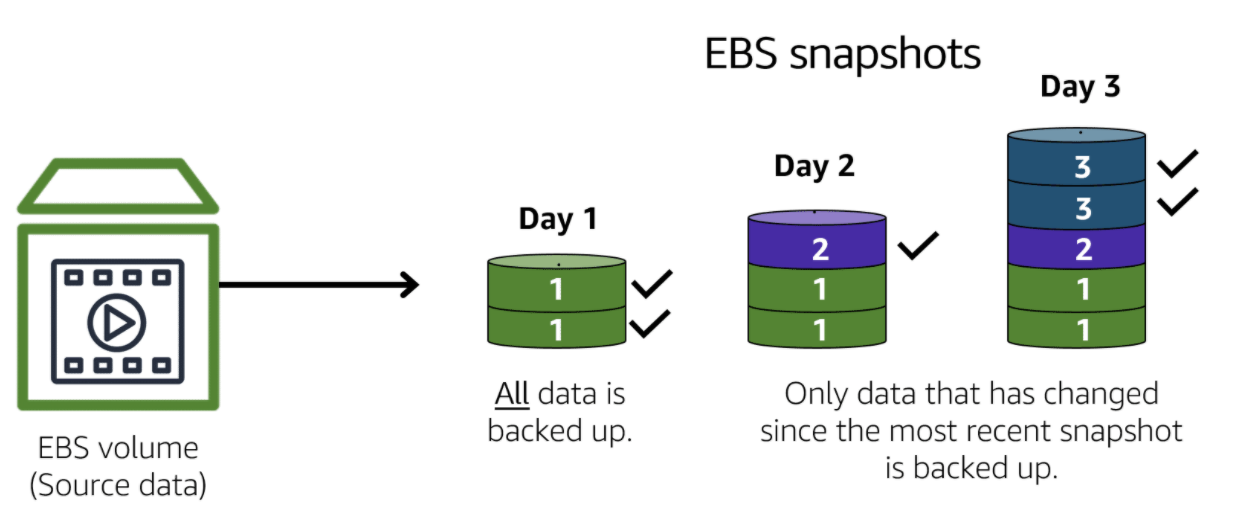 EBS snapshots
Day 1
Day 2
Day 3
1
1
2
1
1
3
3
2
1
1
EBS volume
(Source data)
All data is
backed up.
Only data that has changed
since the most recent snapshot
is backed up.